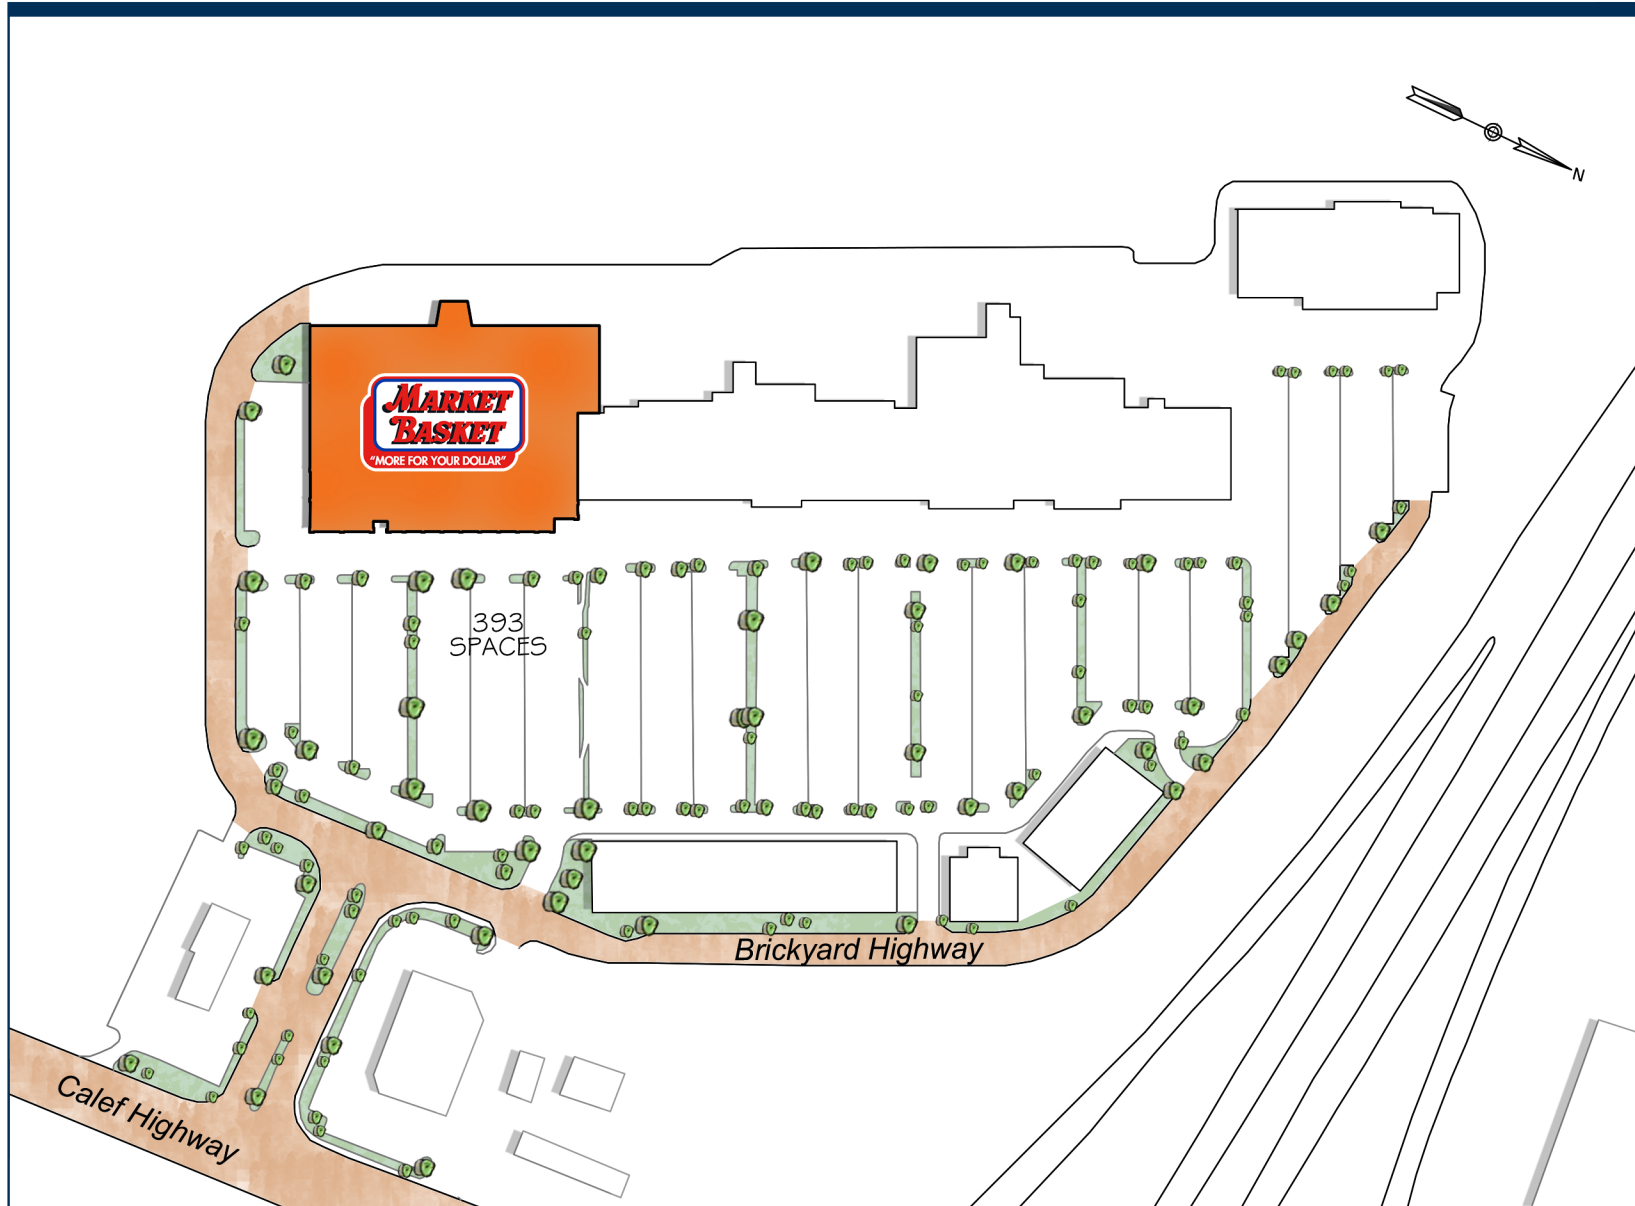 N
MARKET
BASKET
"MORE FOR YOUR DOLLAR"
393
SPACES
Brickyard Highway
Calef Highway